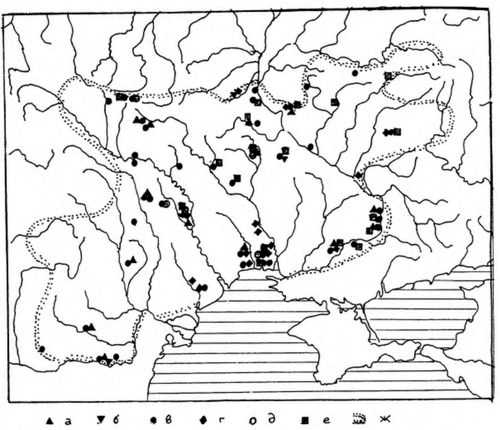 а б в г д е ж